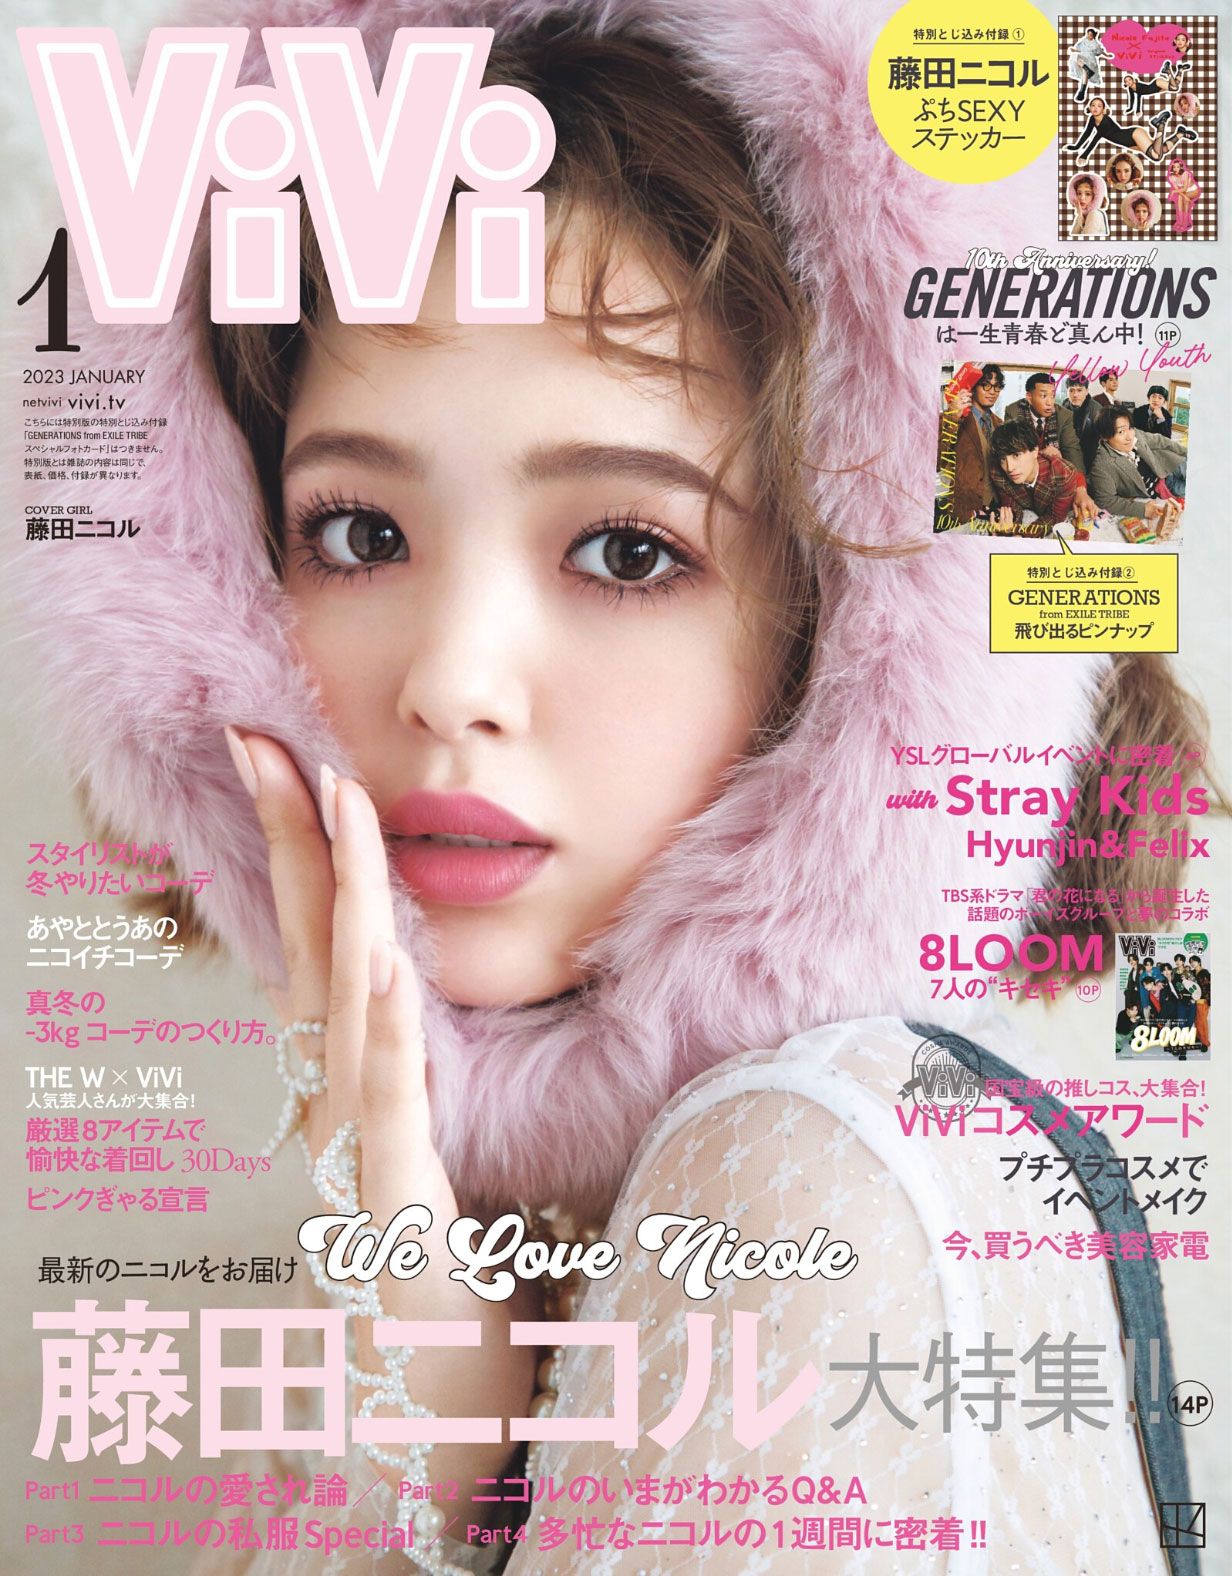 ViVi
1
2023 JANUARY
netvivi vivi.tv
こちらには特別版の特別とじ込み付録
「GENERATIONS from EXILE TRIBE
スペシャルフォトカード」はつきません。
特別版とは雑誌の内容は同じで、
表紙、価格、付録が異なります。
COVER GIRL
藤田ニコル
特別とじ込み付録①
藤田ニコル
ぷちSEXY
ステッカー
Nicole Fujita
×
ViVi
10th Anniversary!
GENERATIONS
は一生青春ど真ん中! 11P
Yellow Youth
GENERATIONS
10th Anniversary
特別とじ込み付録②
GENERATIONS
from EXILE TRIBE
飛び出るピンナップ
YSLグローバルイベントに密着
with Stray Kids
Hyunjin&Felix
TBS系ドラマ「君の花になる」から誕生した
話題のボーイズグループと夢のコラボ
8LOOM
7人の“キセキ” 10P
ViVi
8LOOM
ViVi
国宝級の推しコス、大集合!
ViViコスメアワード
プチプラコスメで
イベントメイク
今、買うべき美容家電
スタイリストが
冬やりたいコーデ
あやととうあの
ニコイチコーデ
真冬の
-3kgコーデのつくり方。
THE W × ViVi
人気芸人さんが大集合!
厳選8アイテムで
愉快な着回し 30Days
ピンクぎゃる宣言
最新のニコルをお届け We Love Nicole
藤田ニコル大特集!! 14P
Part1 ニコルの愛され論／ Part2 ニコルのいまがわかるQ&A
Part3 ニコルの私服Special／ Part4 多忙なニコルの1週間に密着!!